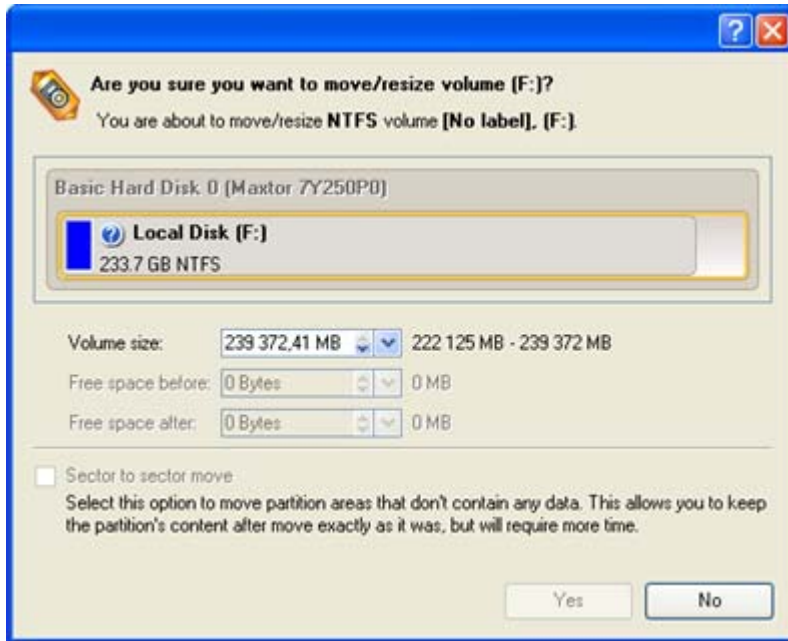 Are you sure you want to move/resize volume (F:)?
You are about to move/resize NTFS volume [No label], (F:).
Basic Hard Disk 0 (Maxtor 7Y250P0)
Local Disk (F:)
233.7 GB NTFS
Volume size: 239 372,41 MB 222 125 MB - 239 372 MB
Free space before: 0 Bytes 0 MB
Free space after: 0 Bytes 0 MB
Sector to sector move
Select this option to move partition areas that don't contain any data. This allows you to keep
the partition's content after move exactly as it was, but will require more time.
Yes No